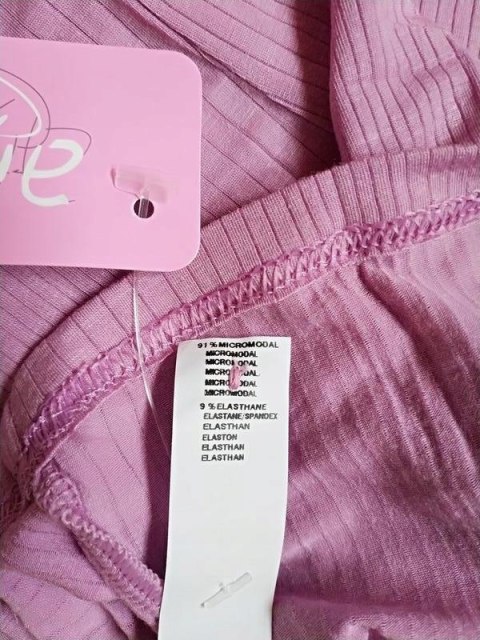 91 % MICROMODAL
MICROMODAL
MICROMODAL
MICROMODAL
MICROMODAL
MICROMODAL
9 % ELASTHANE
ELASTANE/SPANDEX
ELASTHAN
ELASTON
ELASTHAN
ELASTHAN